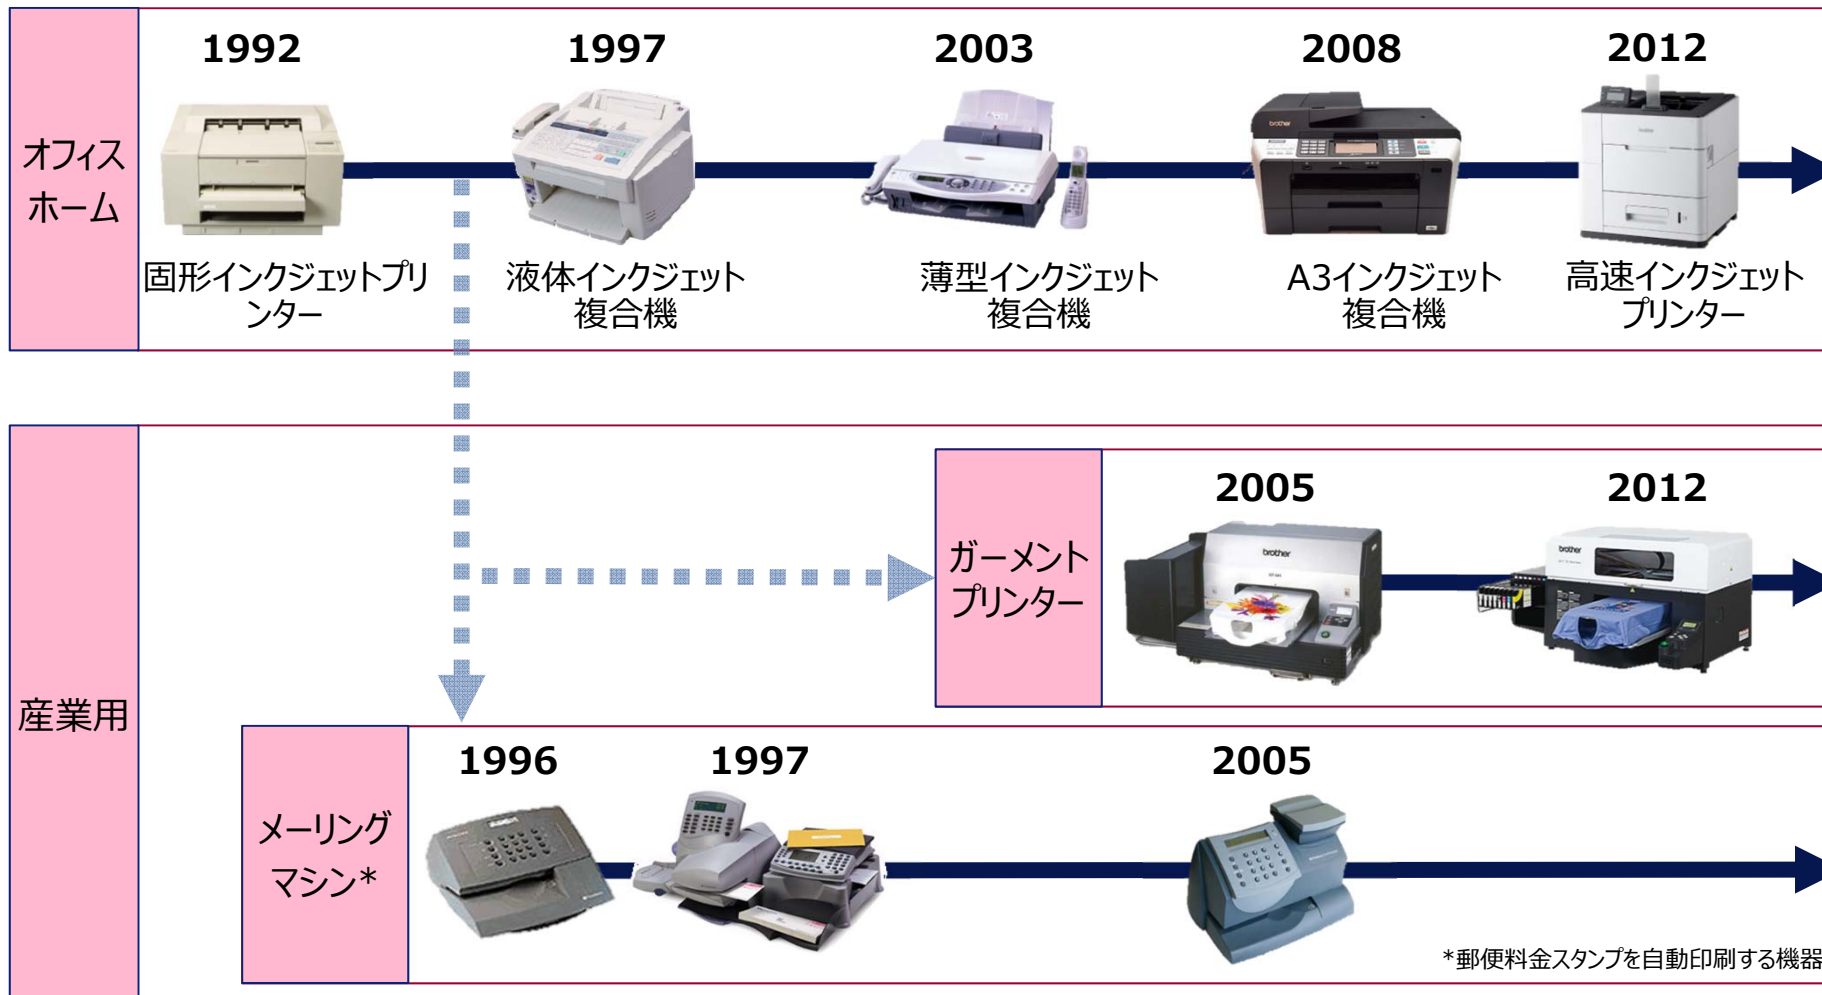 1992
1997
2003
2008
2012
オフィス
ホーム
brother
固形インクジェットプリ
ンター
液体インクジェット
複合機
薄型インクジェット
複合機
A3インクジェット
複合機
高速インクジェット
プリンター
産業用
ガーメント
プリンター
2005
2012
brother
brother
メーリング
マシン*
1996
1997
2005
*郵便料金スタンプを自動印刷する機器